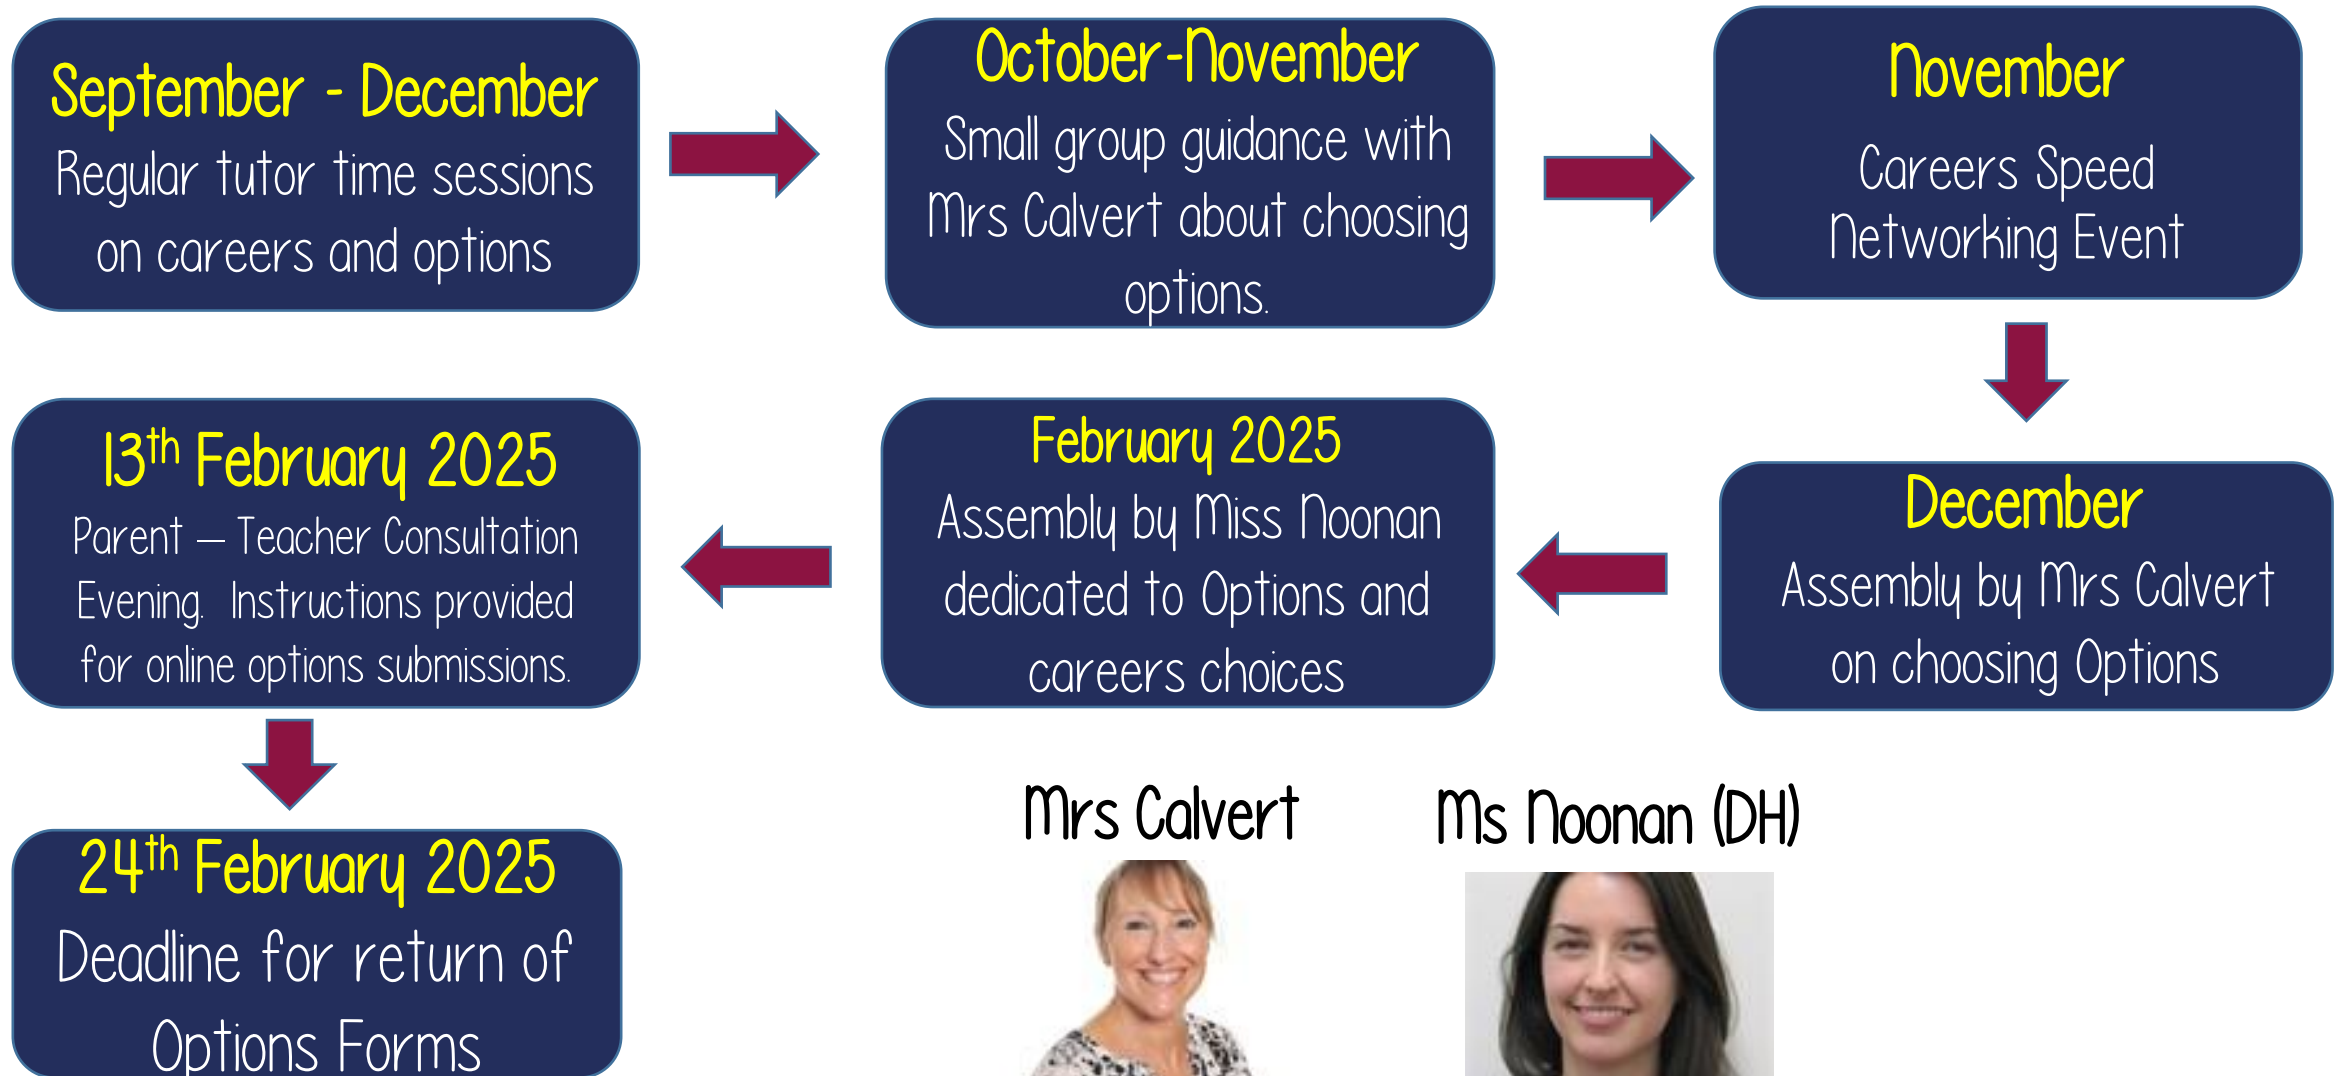 September - December
Regular tutor time sessions
on careers and options
October-November
Small group guidance with
Mrs Calvert about choosing
options.
November
Careers Speed
Networking Event
December
Assembly by Mrs Calvert
on choosing Options
February 2025
Assembly by Miss Noonan
dedicated to Options and
careers choices
13th February 2025
Parent – Teacher Consultation
Evening. Instructions provided
for online options submissions.
24th February 2025
Deadline for return of
Options Forms
Mrs Calvert
Ms Noonan (DH)